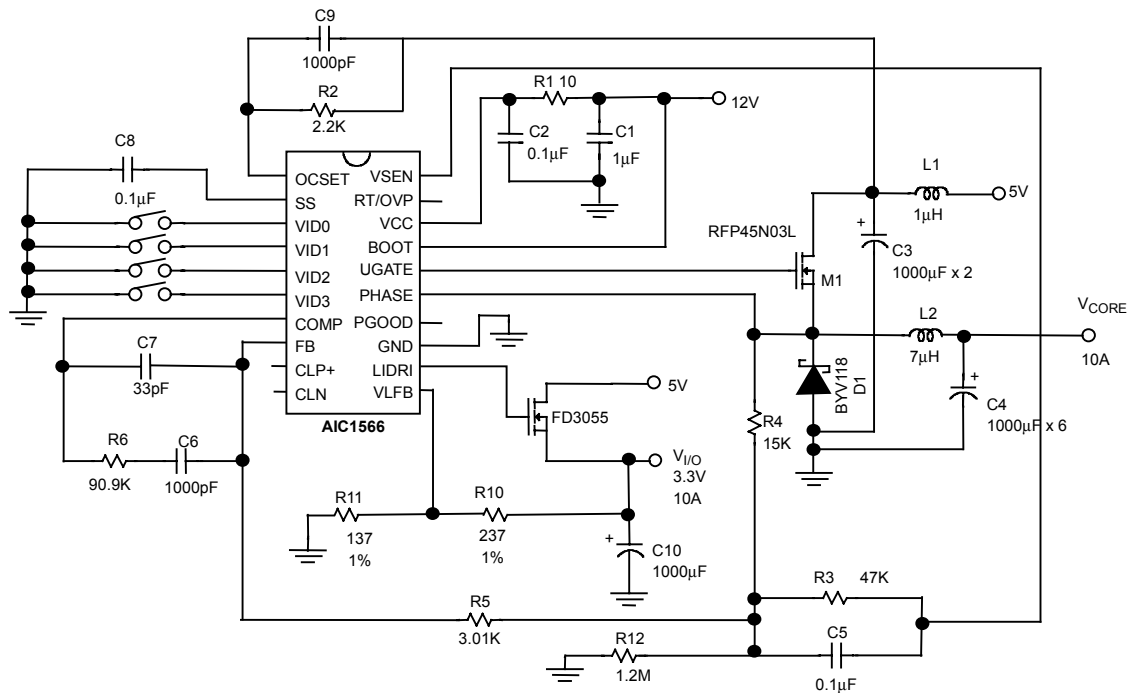 C9
1000pF
R2
2.2K
R1 10
12V
C2
0.1µF
C1
1µF
C8
0.1µF
OCSET
SS
VID0
VID1
VID2
VID3
COMP
FB
CLP+
CLN
VSEN
RT/OVP
VCC
BOOT
UGATE
PHASE
PGOOD
GND
LIDRI
VLFB
AIC1566
RFP45N03L
M1
L1
1µH
5V
C3
1000µF x 2
L2
7µH
VCORE
10A
BYV118
D1
C4
1000µF x 6
R4
15K
C7
33pF
R6
90.9K
C6
1000pF
5V
FD3055
VI/O
3.3V
10A
R11
137
1%
R10
237
1%
C10
1000µF
R5
3.01K
R3 47K
R12
1.2M
C5
0.1µF